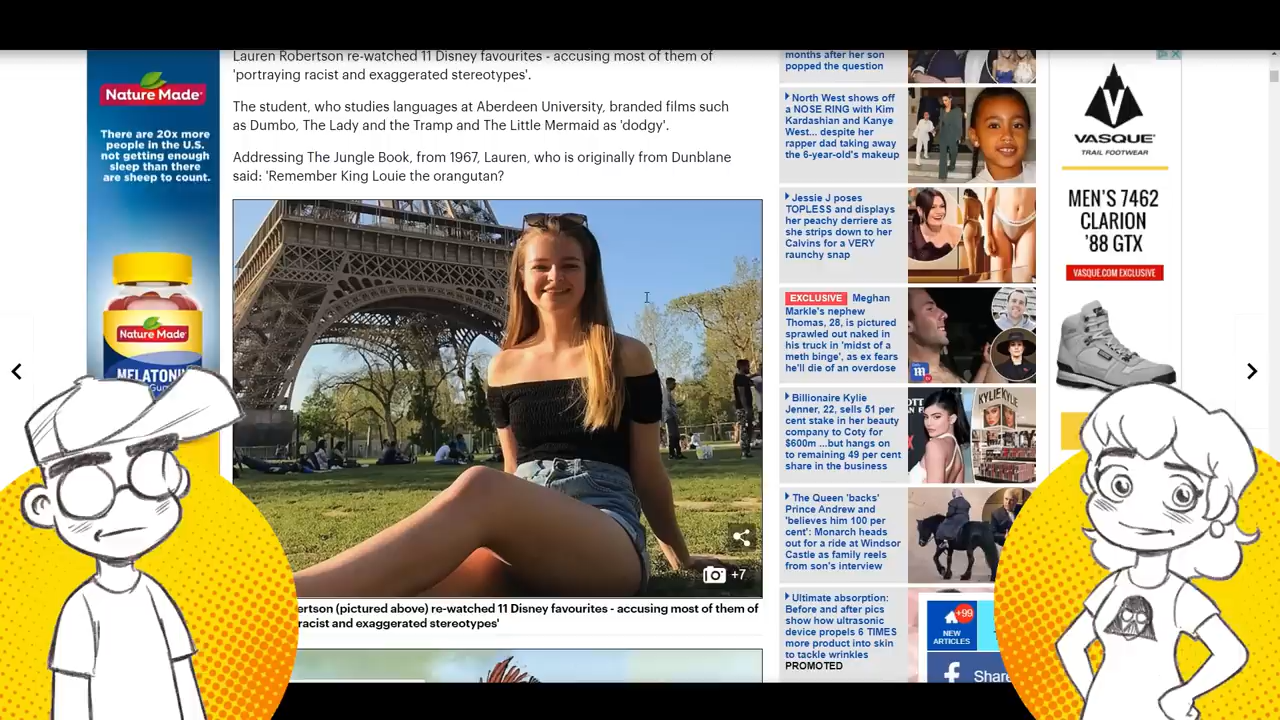 NatureMade
There are 20x more
people in the U.S.
not getting enough
sleep than there
are sheep to count.
NatureMade
MELATONIN
Lauren Robertson re-watched 11 Disney favourites - accusing most of them of
'portraying racist and exaggerated stereotypes'.
The student, who studies languages at Aberdeen University, branded films such
as Dumbo, The Lady and the Tramp and The Little Mermaid as 'dodgy'.
Addressing The Jungle Book, from 1967, Lauren, who is originally from Dunblane
said: 'Remember King Louie the orangutan?
+7
ertson (pictured above) re-watched 11 Disney favourites - accusing most of them of
racist and exaggerated stereotypes'
months after her son
popped the question
North West shows off
a NOSE RING with Kim
Kardashian and Kanye
West... despite her
rapper dad taking away
the 6-year-old's makeup
Jessie J poses
TOPLESS and displays
her peachy derriere as
she strips down to her
Calvins for a VERY
raunchy snap
EXCLUSIVE Meghan
Markle's nephew
Thomas, 28, is pictured
sprawled out naked in
his truck in 'midst of a
meth binge', as ex fears
he'll die of an overdose
Billionaire Kylie
Jenner, 22, sells 51 per
cent stake in her beauty
company to Coty for
$600m ...but hangs on
to remaining 49 per cent
share in the business
KYLIE
The Queen 'backs'
Prince Andrew and
'believes him 100 per
cent': Monarch heads
out for a ride at Windsor
Castle as family reels
from son's interview
Ultimate absorption:
Before and after pics
show how ultrasonic
device propels 6 TIMES
more product into skin
to tackle wrinkles
PROMOTED
+99
NEW
ARTICLES
Share
VASQUE
TRAIL FOOTWEAR
MEN'S 7462
CLARION
'88 GTX
VASQUE.COM EXCLUSIVE